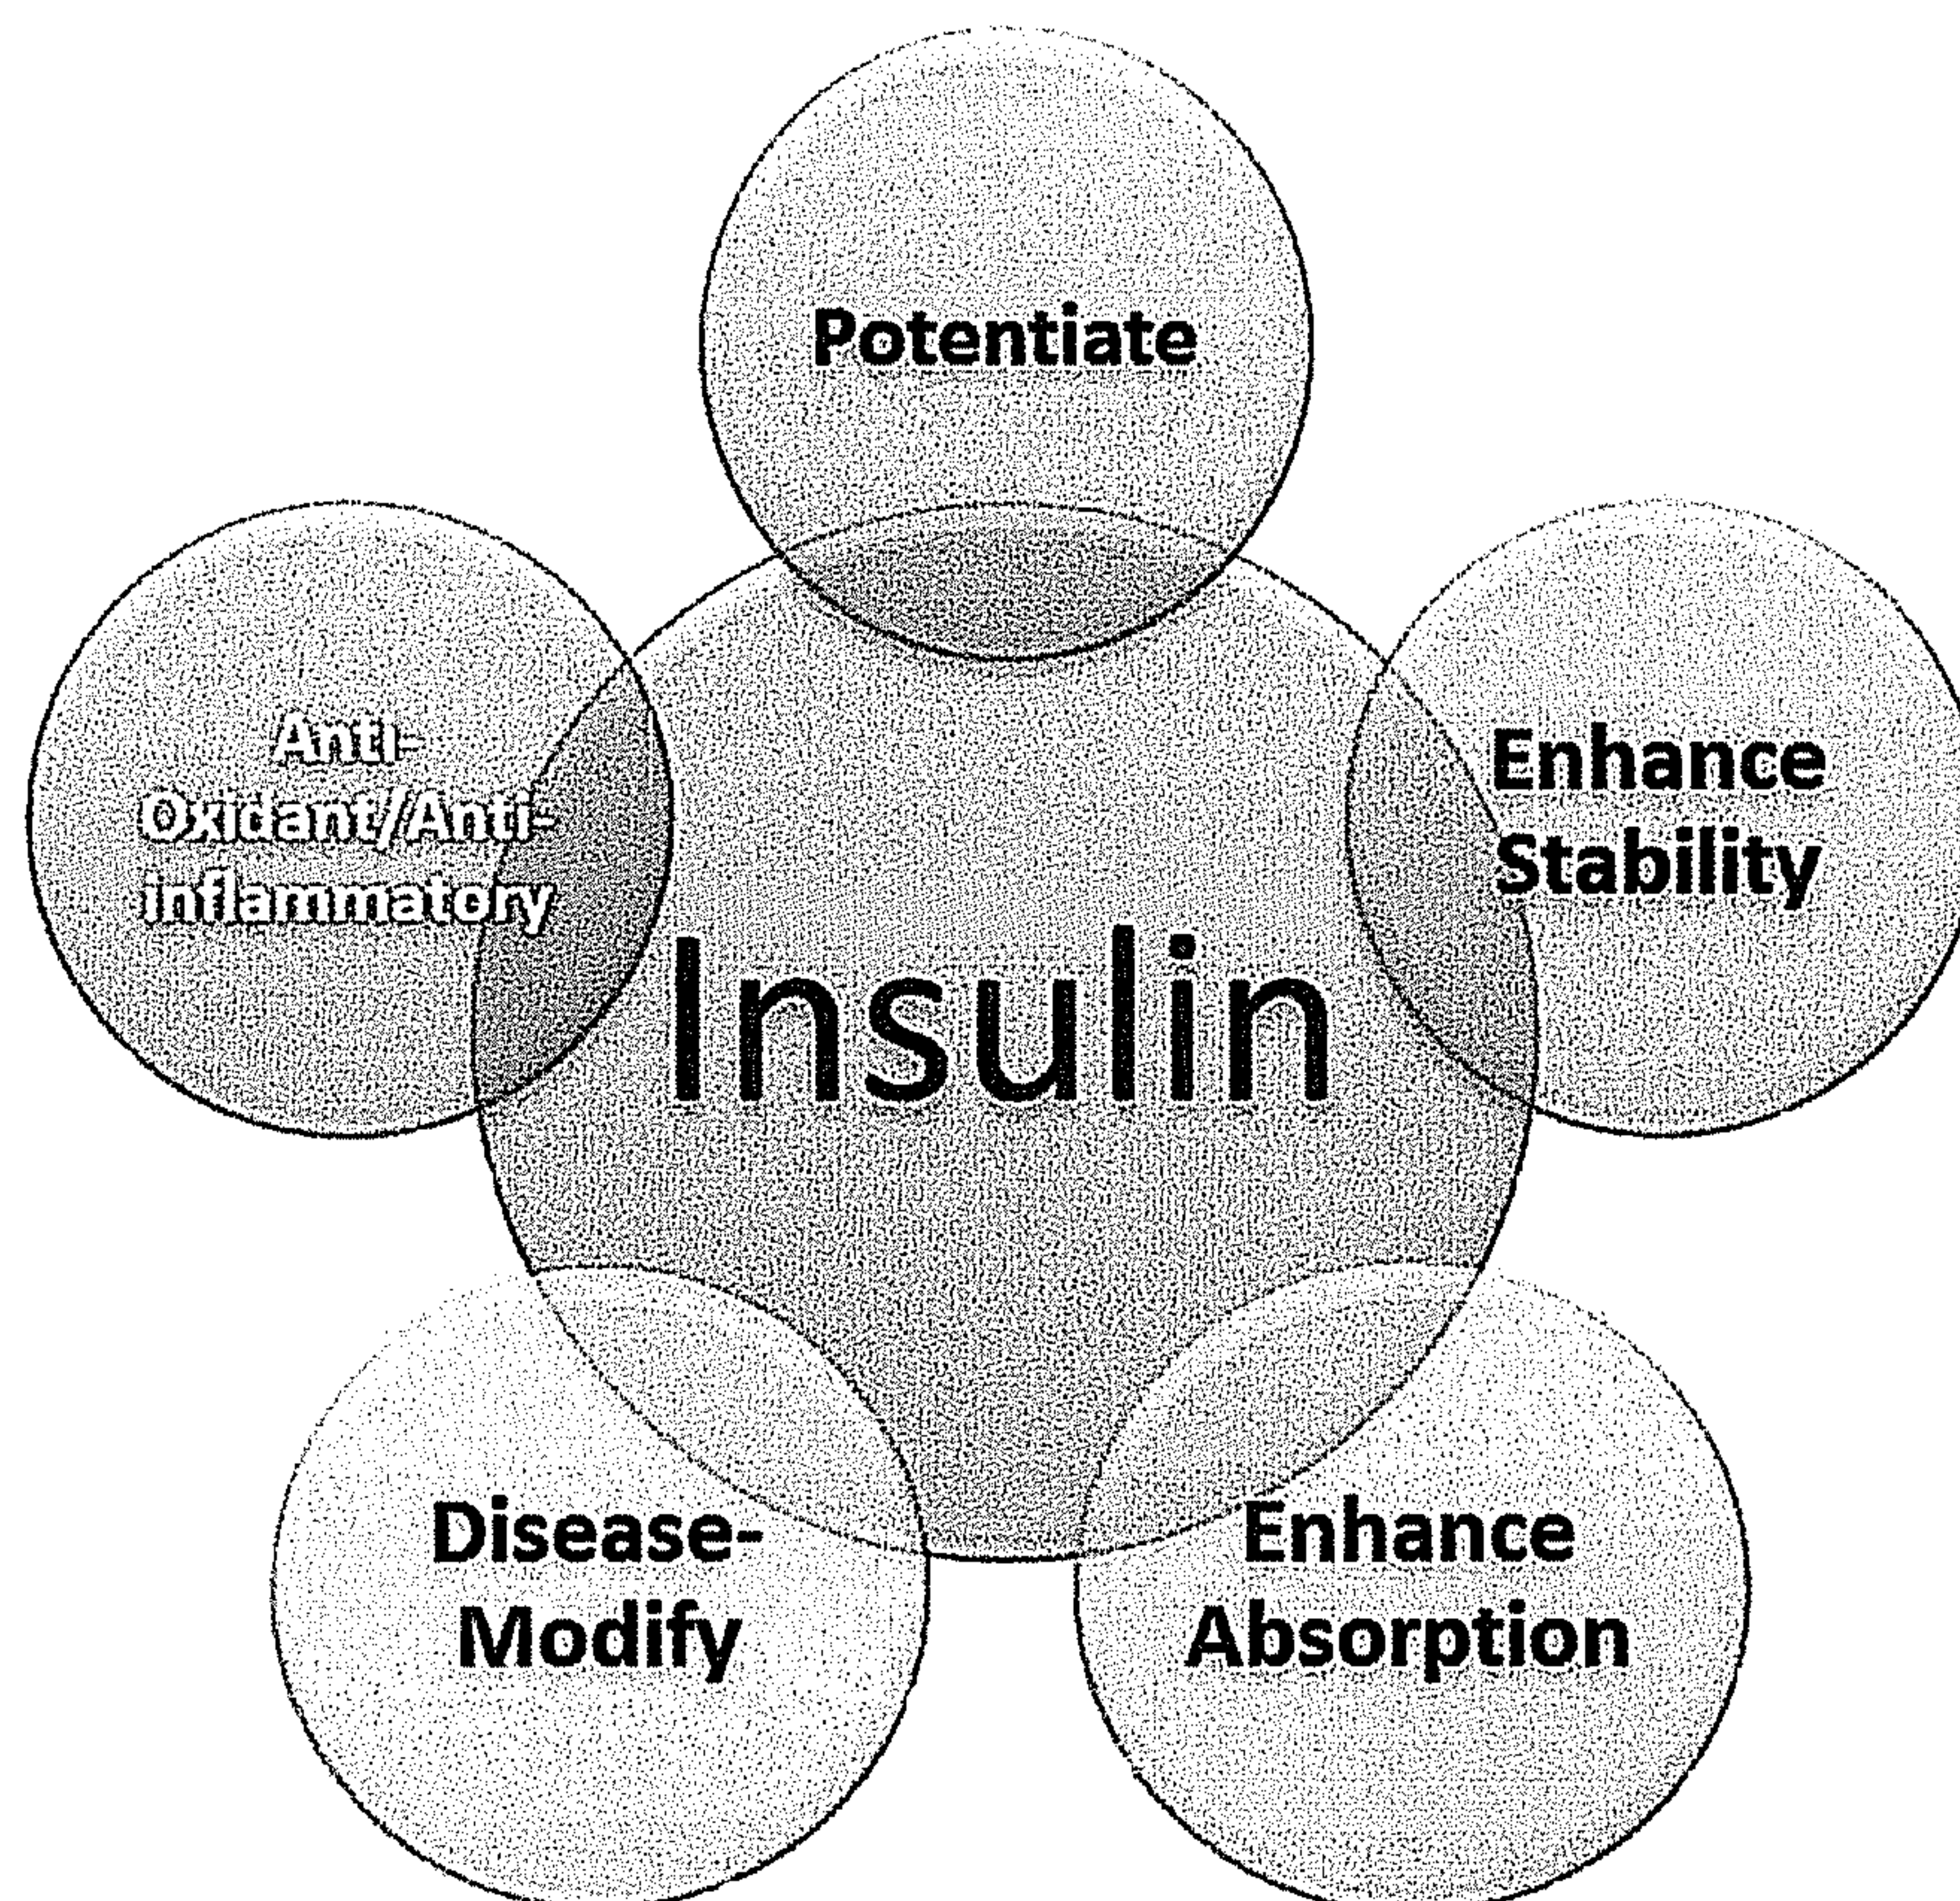 Potentiate
Anti-
Oxidant/Anti-
inflammatory
Enhance
Stability
Insulin
Disease-
Modify
Enhance
Absorption